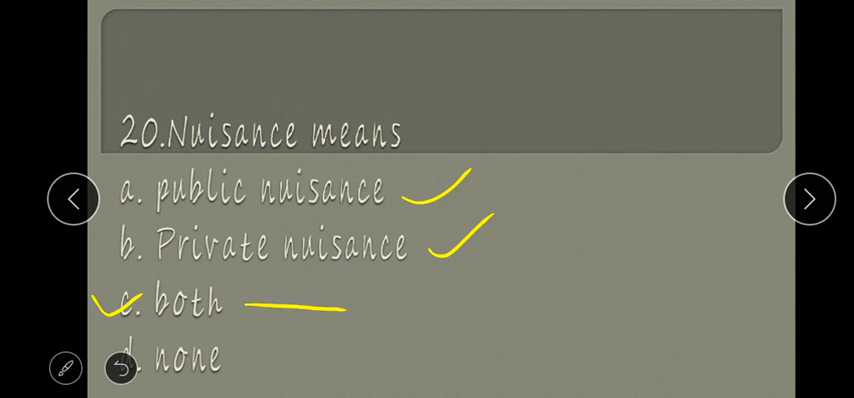 20.Nuisance means
a. public nuisance
b. Private nuisance
c. both
d. none